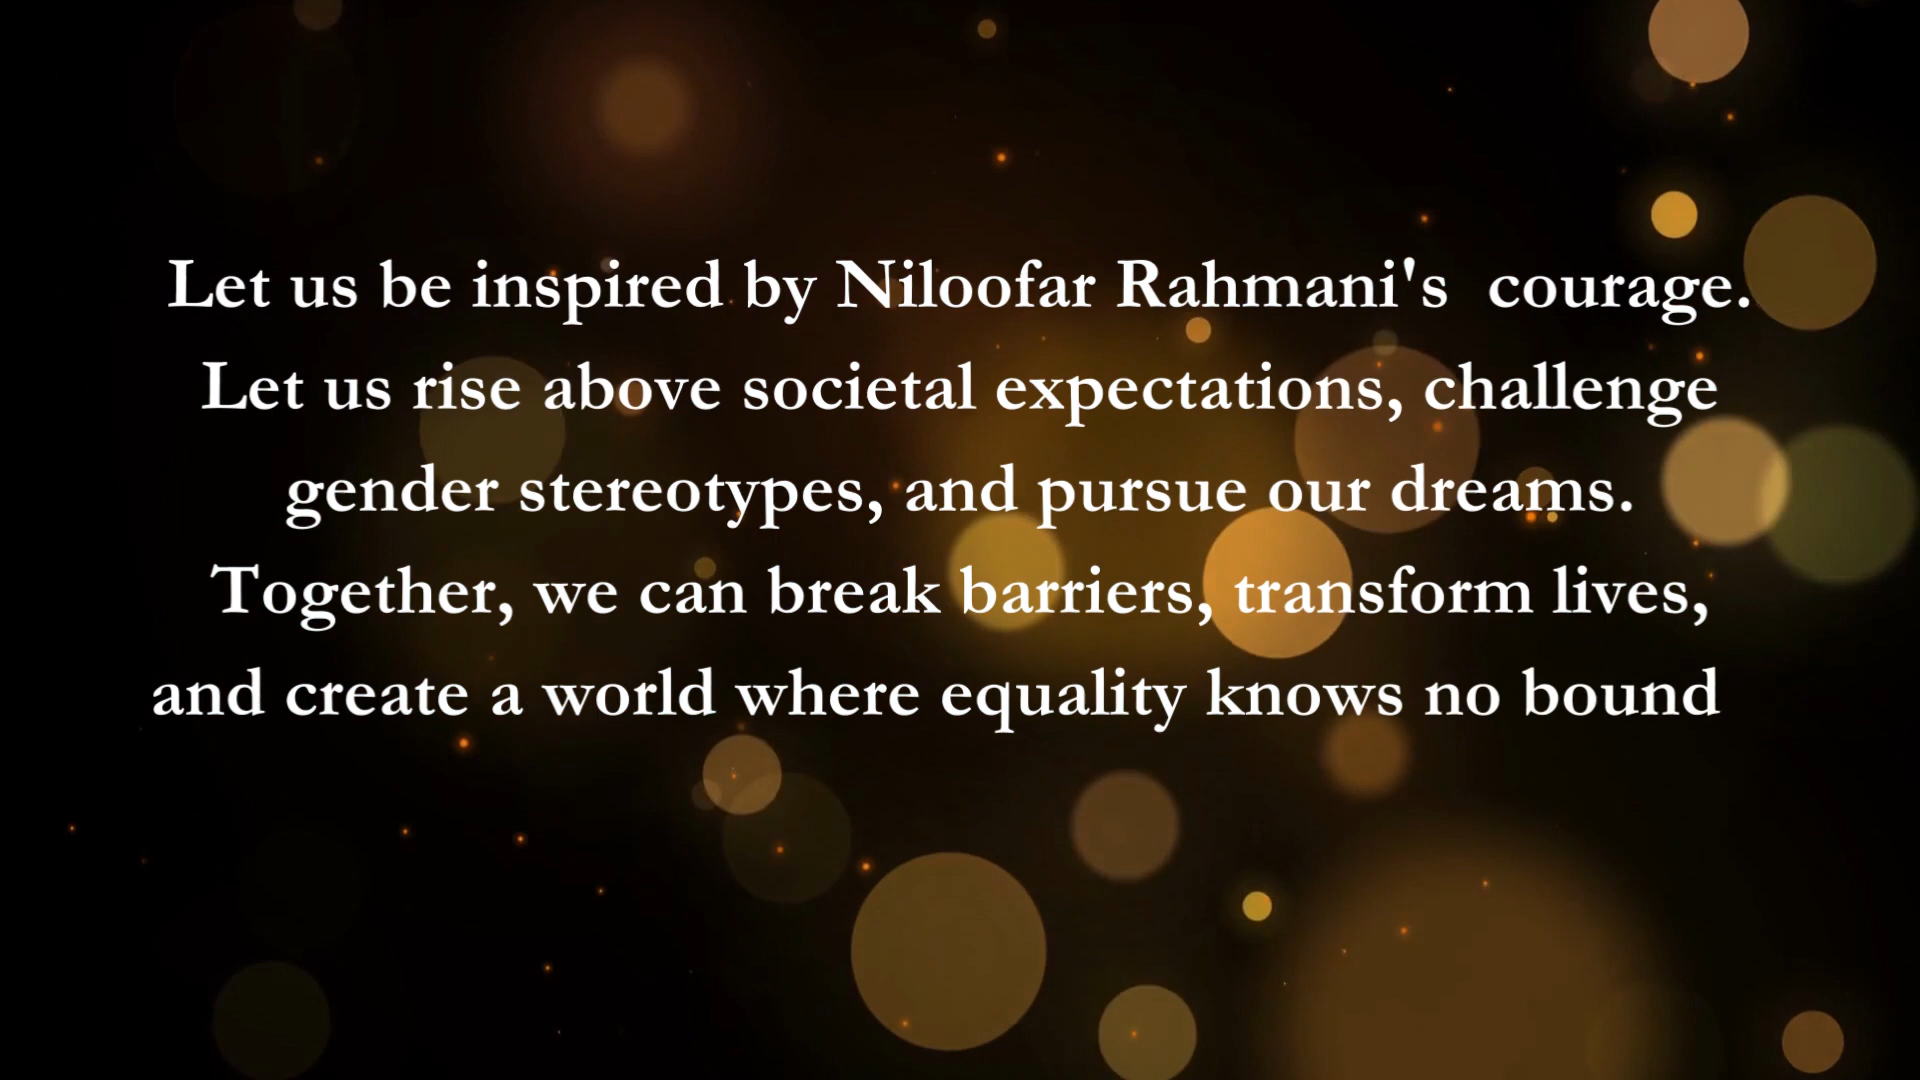 Let us be inspired by Niloofar Rahmani's  courage.
Let us rise above societal expectations, challenge
gender stereotypes, and pursue our dreams.
Together, we can break barriers, transform lives,
and create a world where equality knows no bound